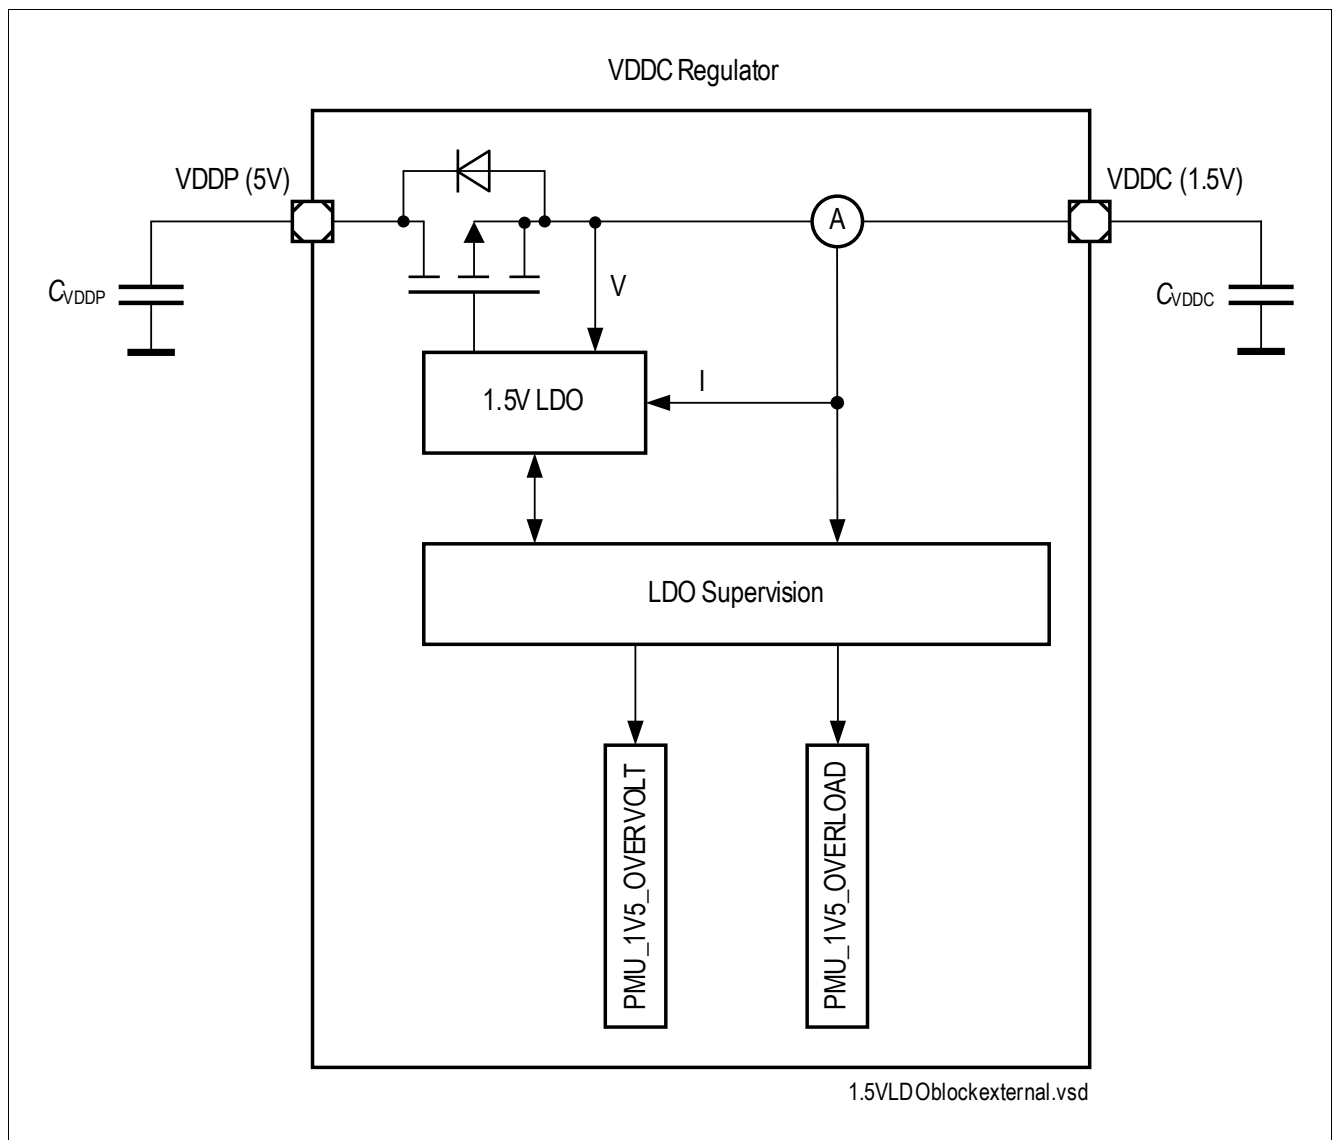 VDDC Regulator
VDDP (5V)
VDDC (1.5V)
A
CVDDP
V
CVDDC
I
1.5V LDO
LDO Supervision
PMU_1V5_OVERVOLT
PMU_1V5_OVERLOAD
1.5VLDOblockexternal.vsd